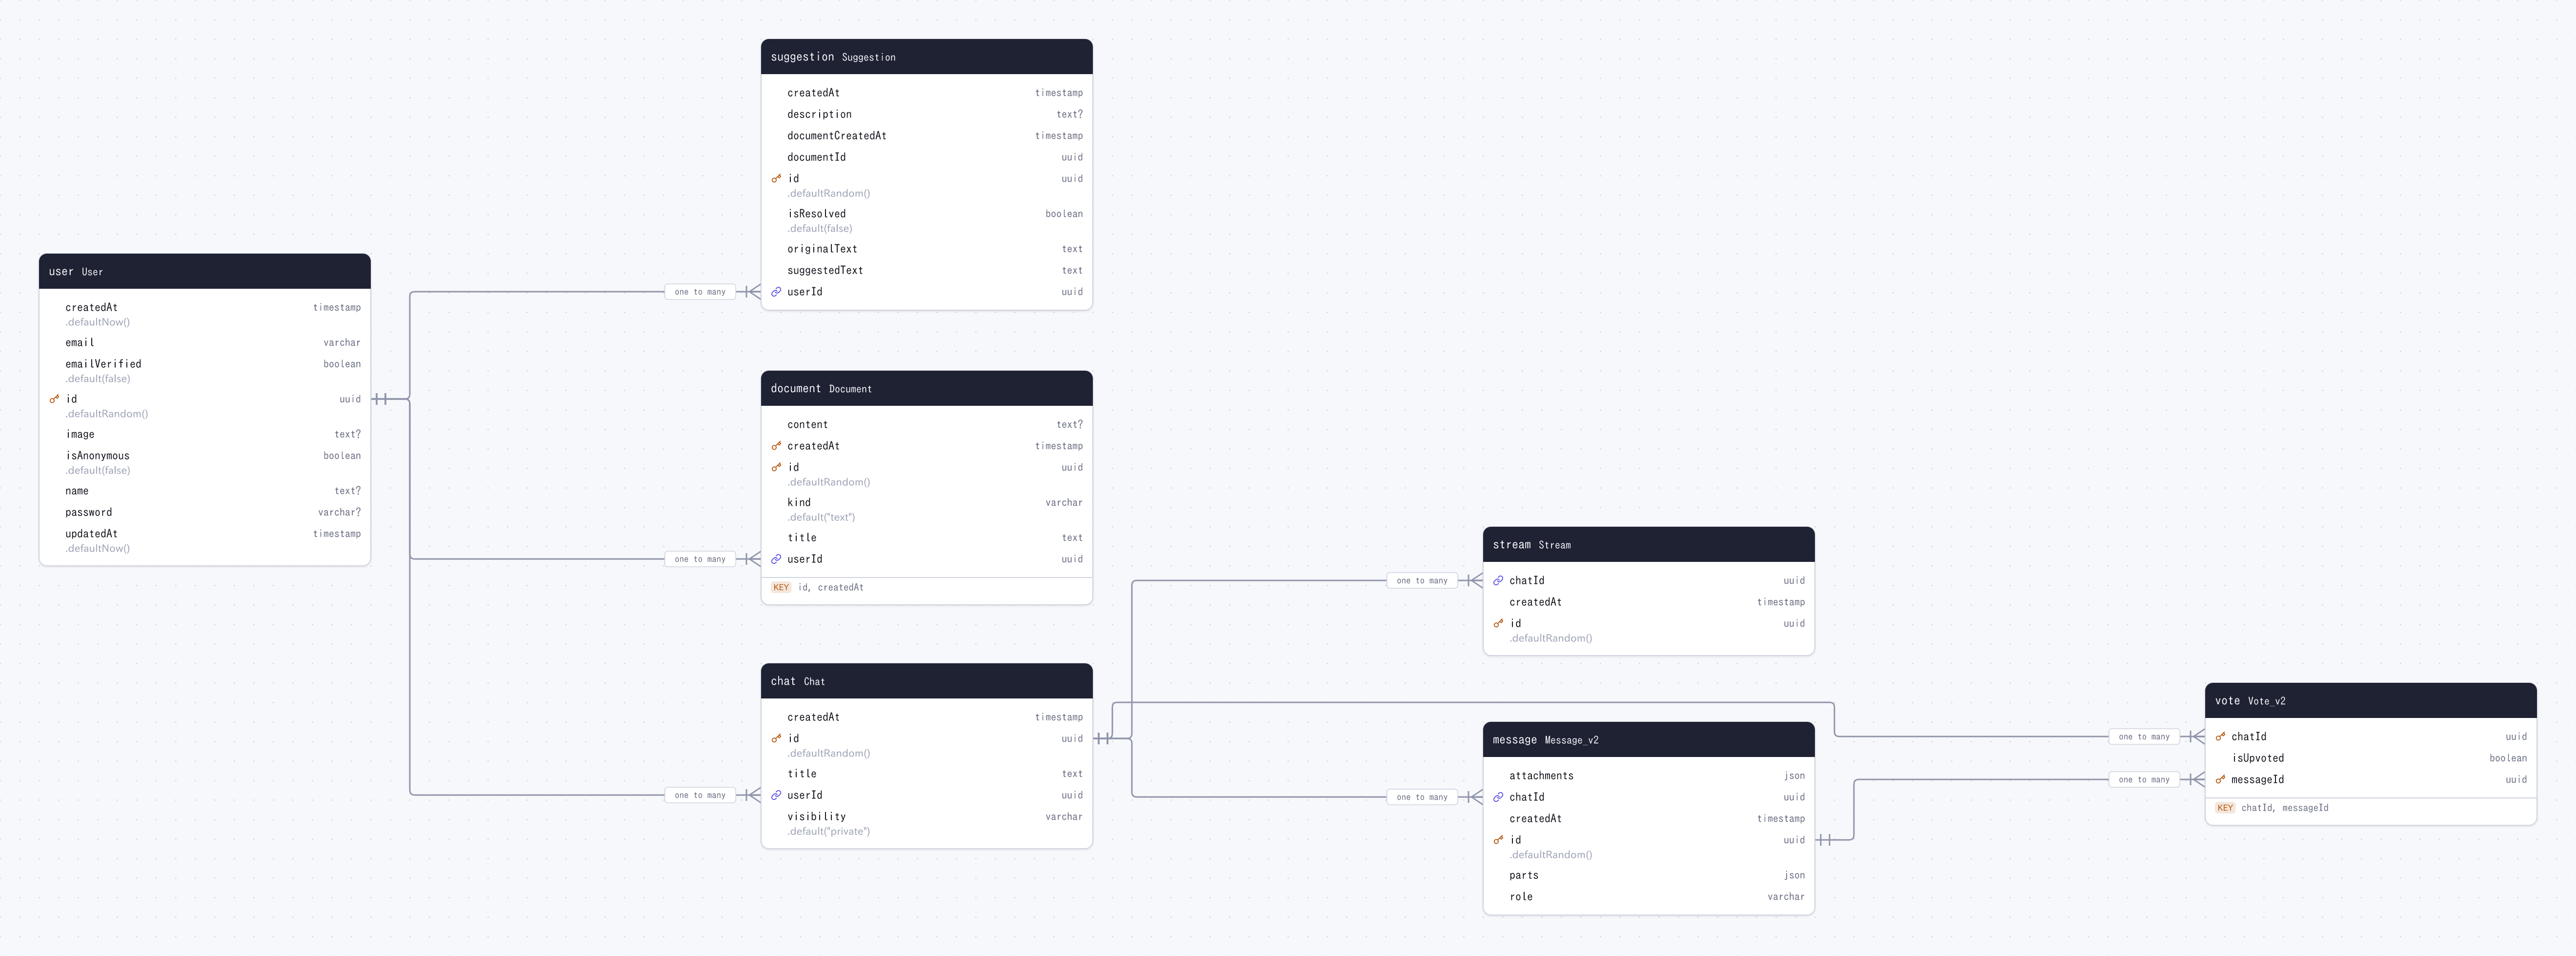 suggestion Suggestion
createdAt timestamp
description text?
documentCreatedAt timestamp
documentId uuid
id uuid
.defaultRandom()
isResolved boolean
.default(false)
originalText text
suggestedText text
userId uuid
user User
createdAt timestamp
.defaultNow()
email varchar
emailVerified boolean
.default(false)
id uuid
.defaultRandom()
image text?
isAnonymous boolean
.default(false)
name text?
password varchar?
updatedAt timestamp
.defaultNow()
one to many
one to many
one to many
document Document
content text?
createdAt timestamp
id uuid
.defaultRandom()
kind varchar
.default("text")
title text
userId uuid
KEY id, createdAt
chat Chat
createdAt timestamp
id uuid
.defaultRandom()
title text
userId uuid
visibility varchar
.default("private")
one to many
one to many
stream Stream
chatId uuid
createdAt timestamp
id uuid
.defaultRandom()
message Message_v2
attachments json
chatId uuid
createdAt timestamp
id uuid
.defaultRandom()
parts json
role varchar
one to many
one to many
vote Vote_v2
chatId uuid
isUpvoted boolean
messageId uuid
KEY chatId, messageId